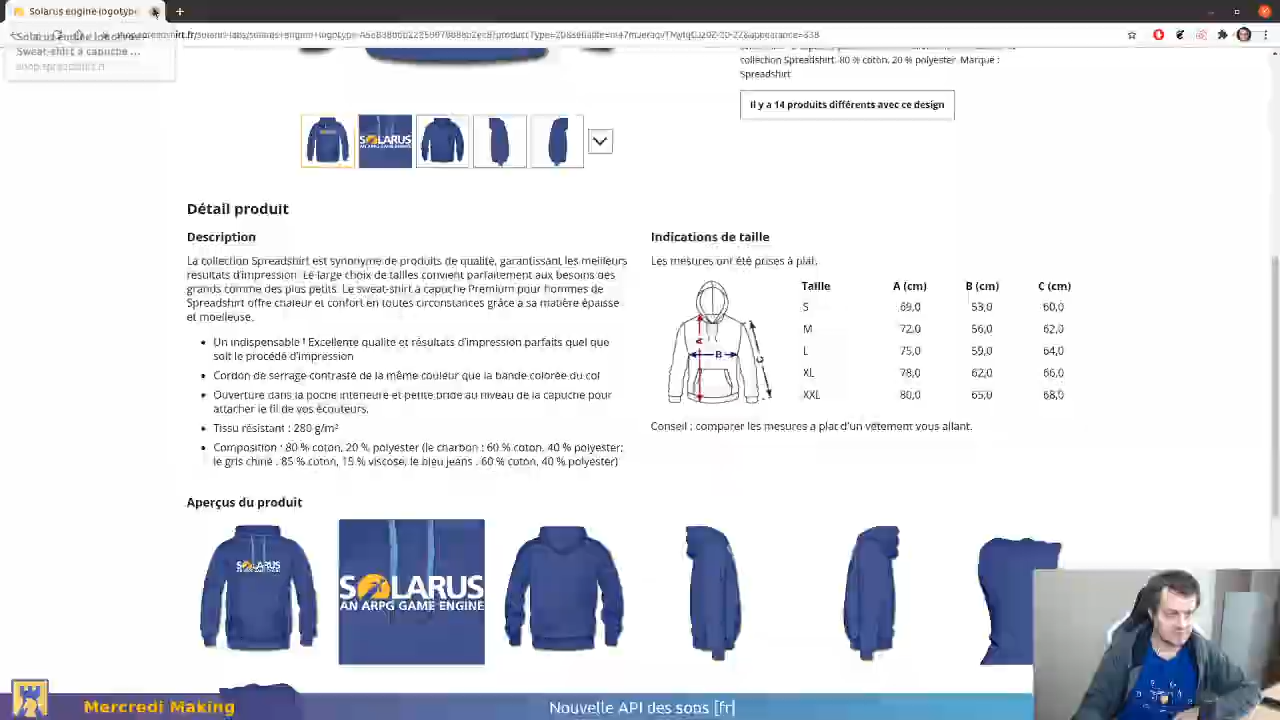 Solarus engine logotype
Sweat-shirt à capuche ...
collection Spreadshirt. 80 % coton, 20 % polyester Marque :
Spreadshirt
Il y a 14 produits différents avec ce design
SOLARUS
Détail produit
Description
La collection Spreadshirt est synonyme de produits de qualité, garantissant les meilleurs
résultats d'impression. Le large choix de tailles convient parfaitement aux besoins des
grands comme des plus petits. Le sweat-shirt à capuche Premium pour hommes de
Spreadshirt offre chaleur et confort en toutes circonstances grâce à sa matière épaisse
et moelleuse.
Un indispensable ! Excellente qualité et résultats d'impression parfaits quel que
soit le procédé d'impression
Cordon de serrage contrasté de la même couleur que la bande colorée du col
Ouverture dans la poche intérieure et petite bride au niveau de la capuche pour
attacher le fil de vos écouteurs.
Tissu résistant : 280 g/m²
Composition : 80 % coton, 20 % polyester (le charbon : 60 % coton, 40 % polyester;
le gris chiné : 85 % coton, 15 % viscose, le bleu jeans : 60 % coton, 40 % polyester)
Indications de taille
Les mesures ont été prises à plat.
A
B
C
Taille A (cm) B (cm) C (cm)
S 69,0 53,0 60,0
M 72,0 56,0 62,0
L 75,0 59,0 64,0
XL 78,0 62,0 66,0
XXL 80,0 65,0 68,0
Conseil : comparer les mesures à plat d'un vêtement vous allant.
Aperçus du produit
SOLARUS
SOLARUS
AN ARPG GAME ENGINE
Mercredi Making
Nouvelle API des sons [fr]